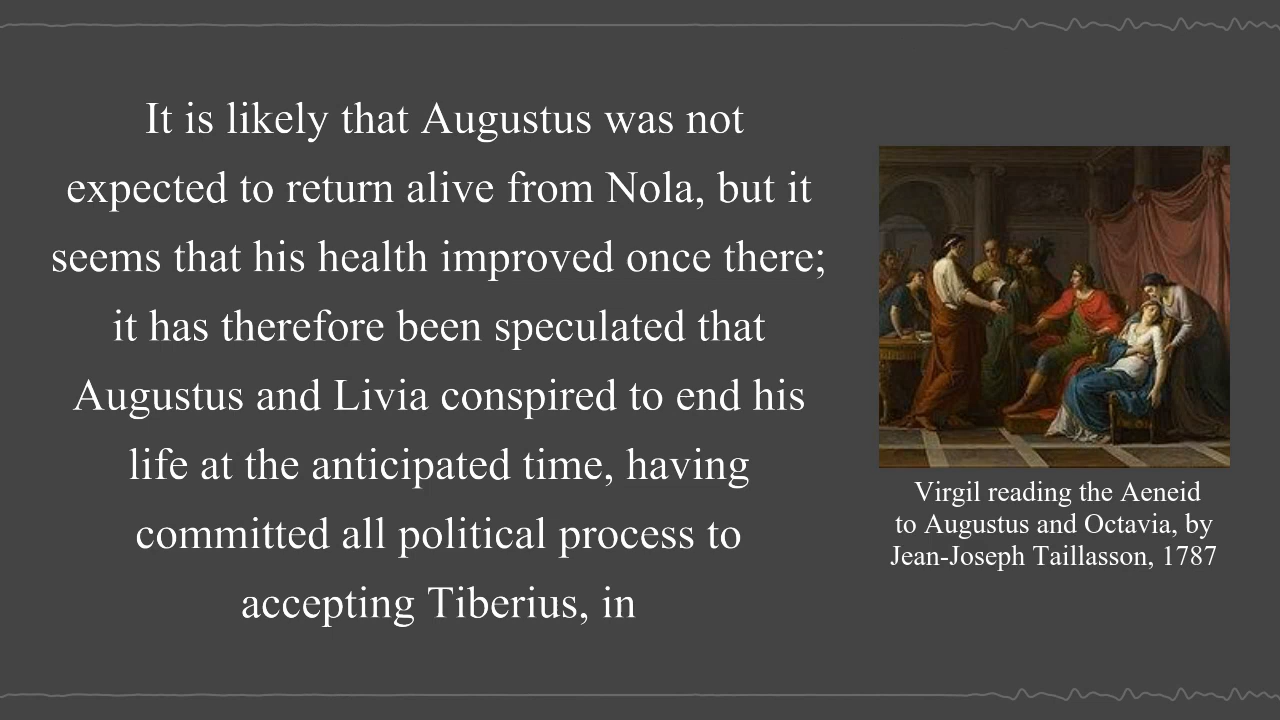 It is likely that Augustus was not
expected to return alive from Nola, but it
seems that his health improved once there;
it has therefore been speculated that
Augustus and Livia conspired to end his
life at the anticipated time, having
committed all political process to
accepting Tiberius, in
Virgil reading the Aeneid
to Augustus and Octavia, by
Jean-Joseph Taillasson, 1787